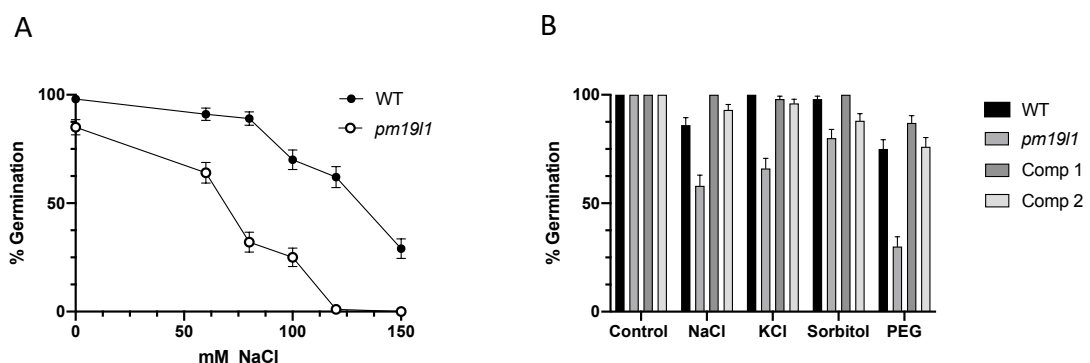 A
B
WT
pm19l1
100
50
0
% Germination
0
50
100
150
mM NaCl
100
50
0
% Germination
Control
NaCl
KCl
Sorbitol
PEG
WT
pm19l1
Comp 1
Comp 2